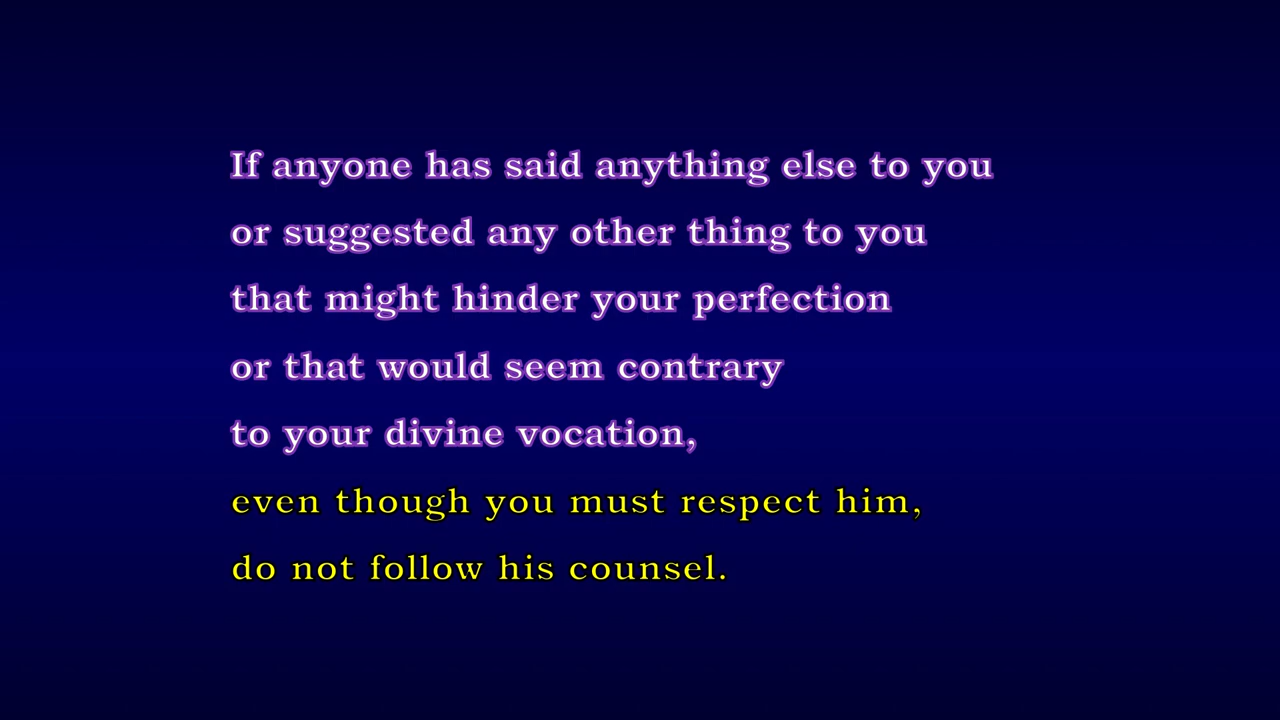 If anyone has said anything else to you
or suggested any other thing to you
that might hinder your perfection
or that would seem contrary
to your divine vocation,
even though you must respect him,
do not follow his counsel.